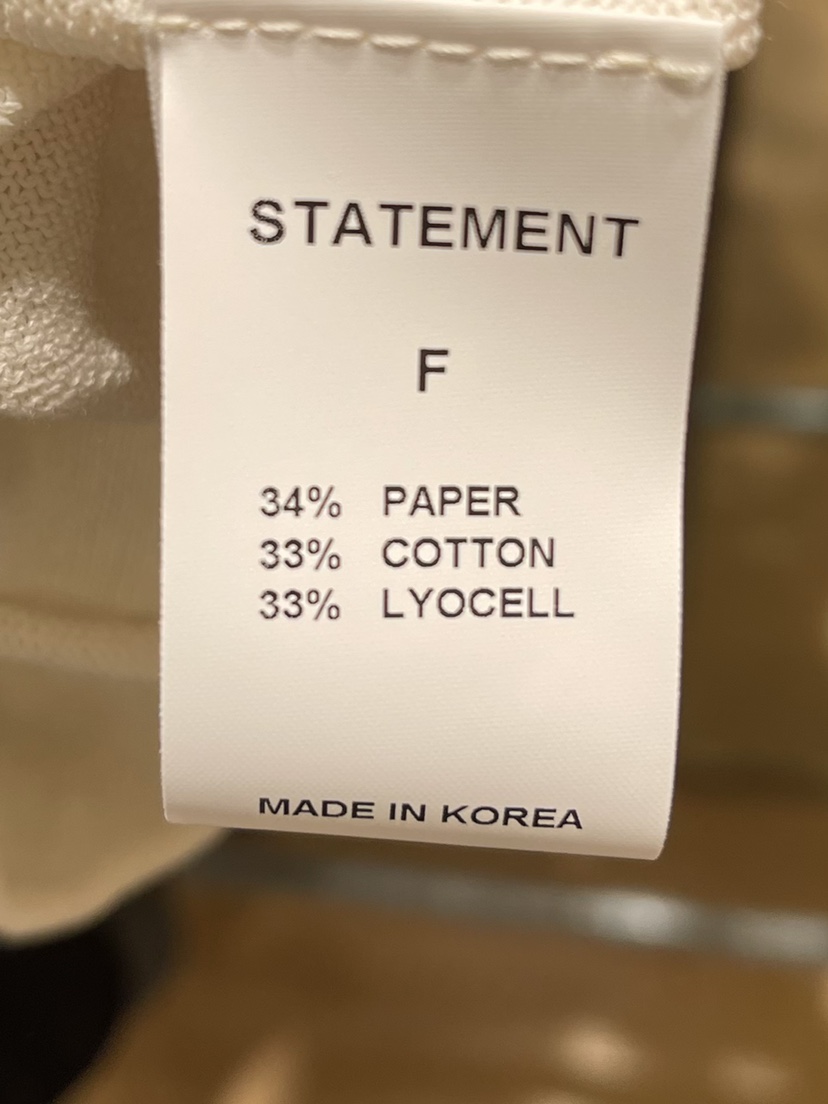 STATEMENT
F
34% PAPER
33% COTTON
33% LYOCELL
MADE IN KOREA